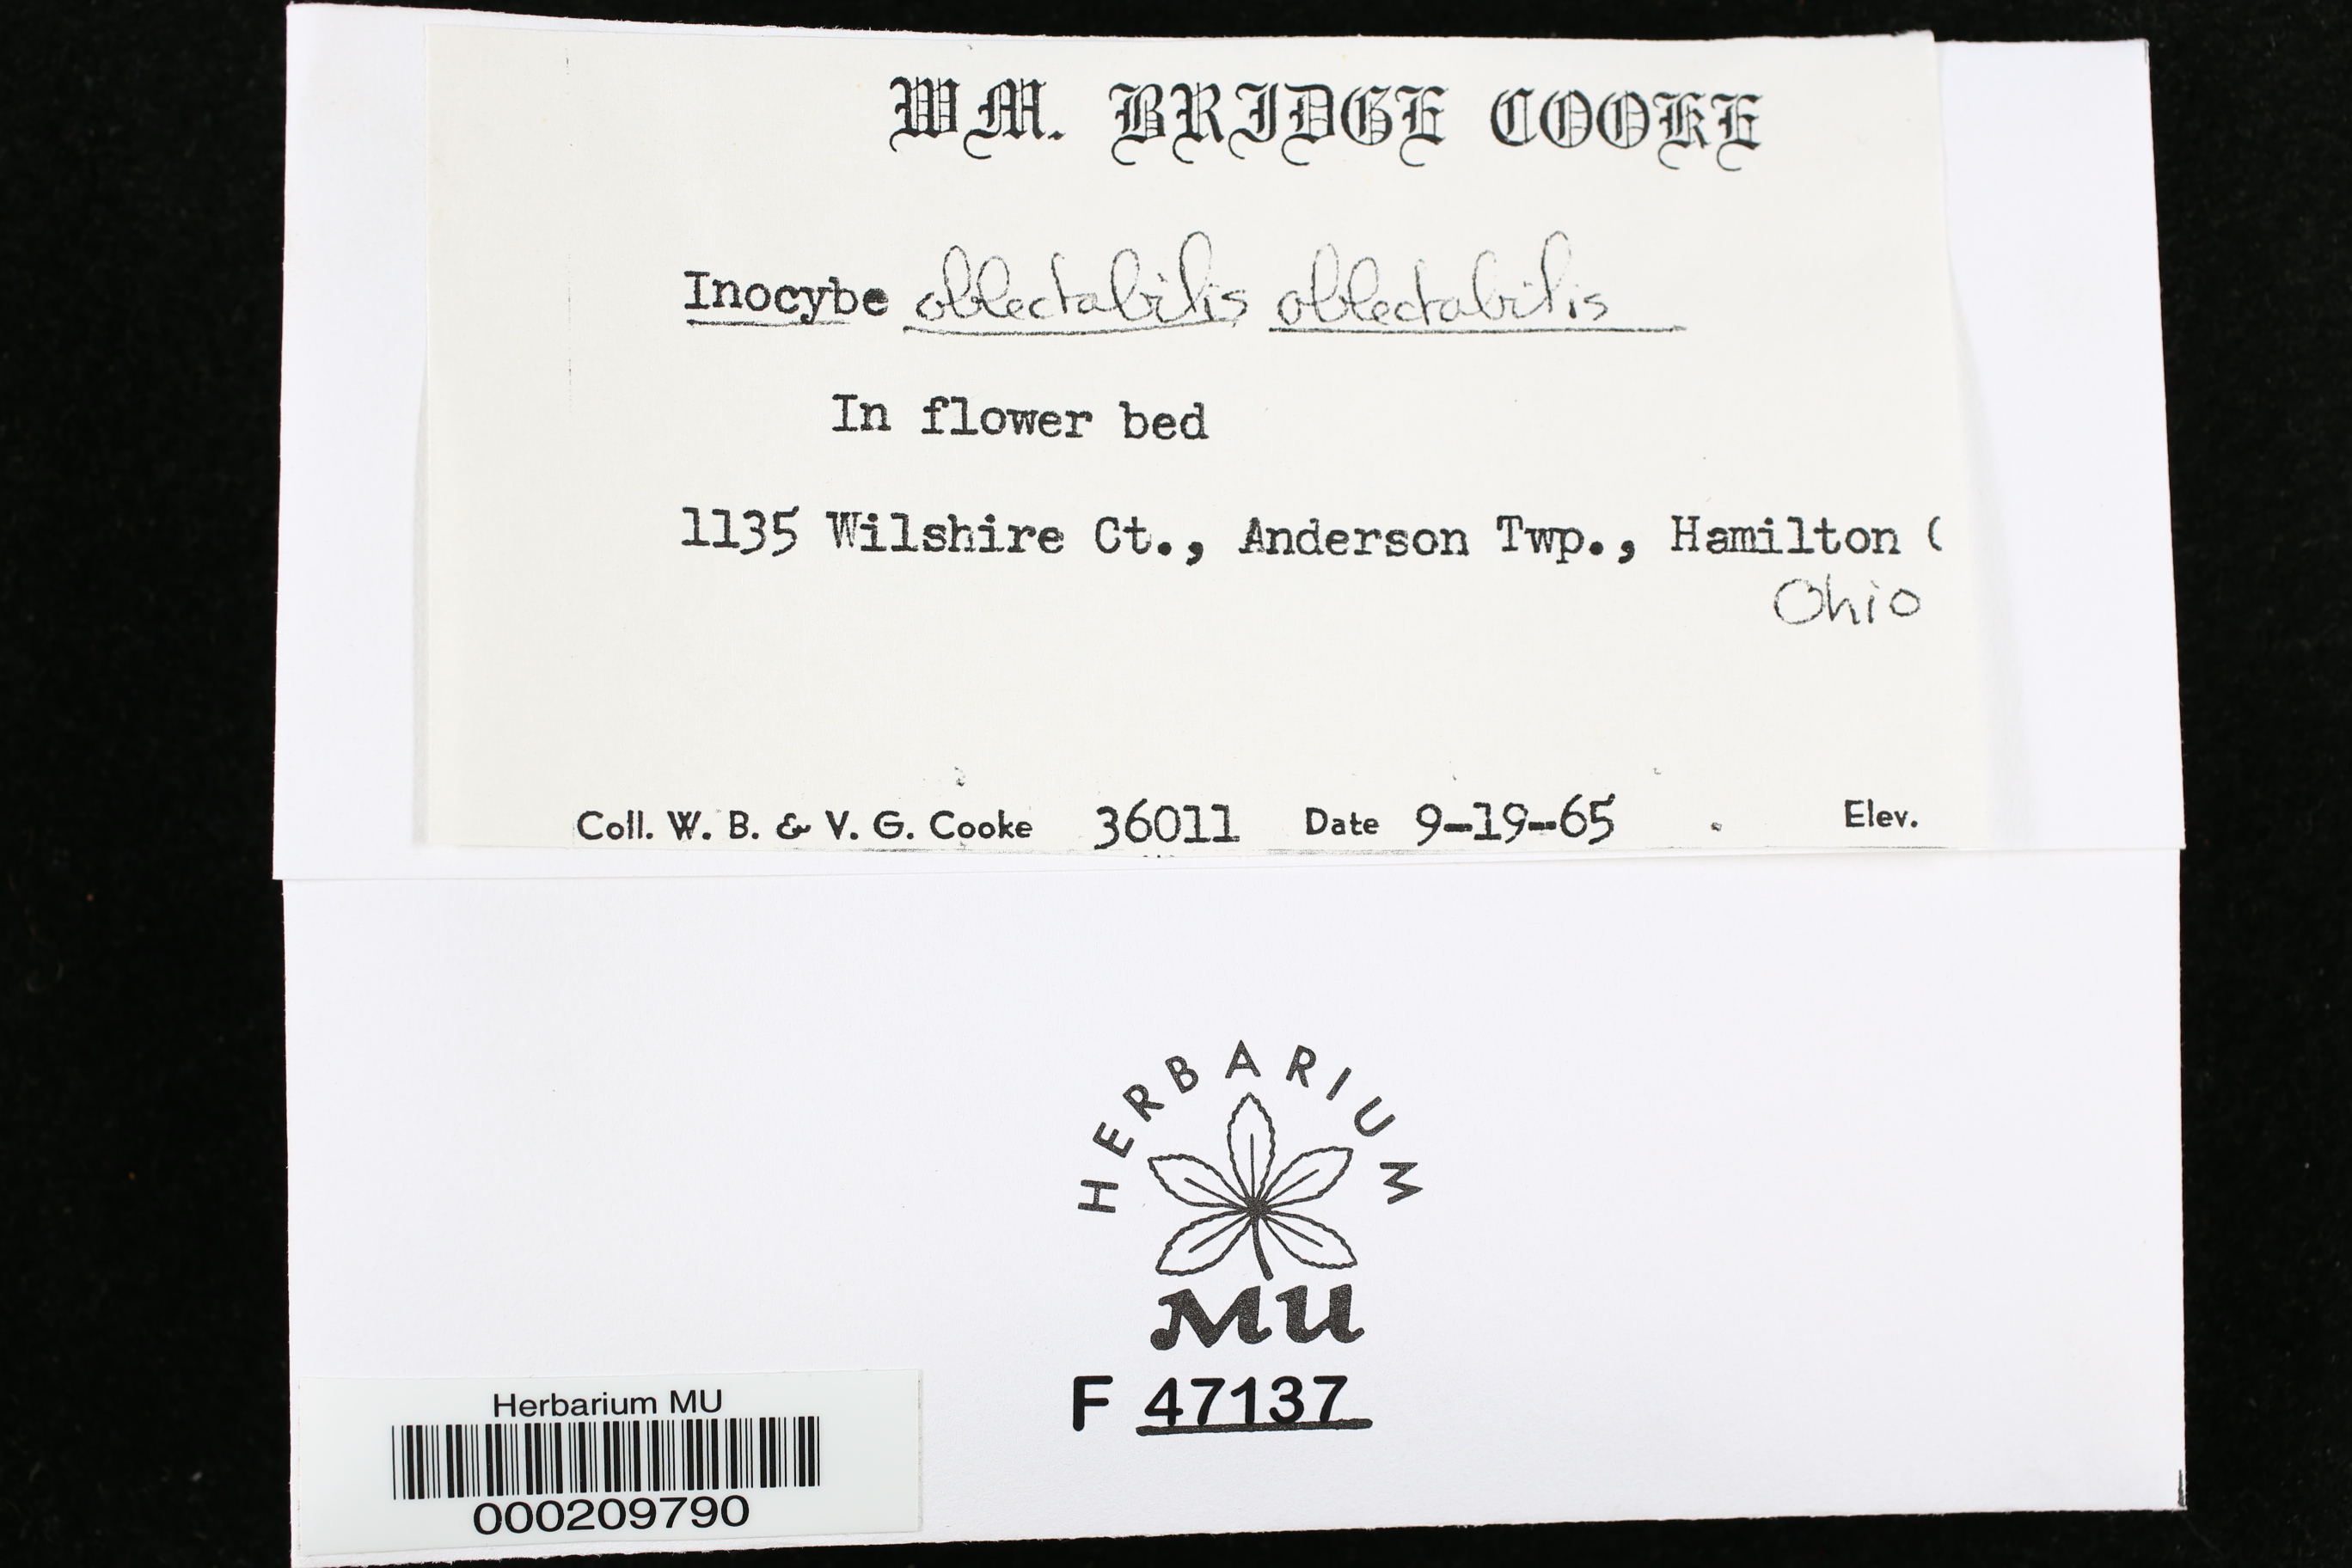 WM. BRIDGE COOKE
Inocybe oblectabilis oblectabilis
In flower bed
1135 Wilshire Ct., Anderson Twp., Hamilton (
Ohio
Coll. W. B. & V. G. Cooke 36011 Date 9-19-65 . Elev.
HERBARIUM
MU
F 47137
Herbarium MU
000209790